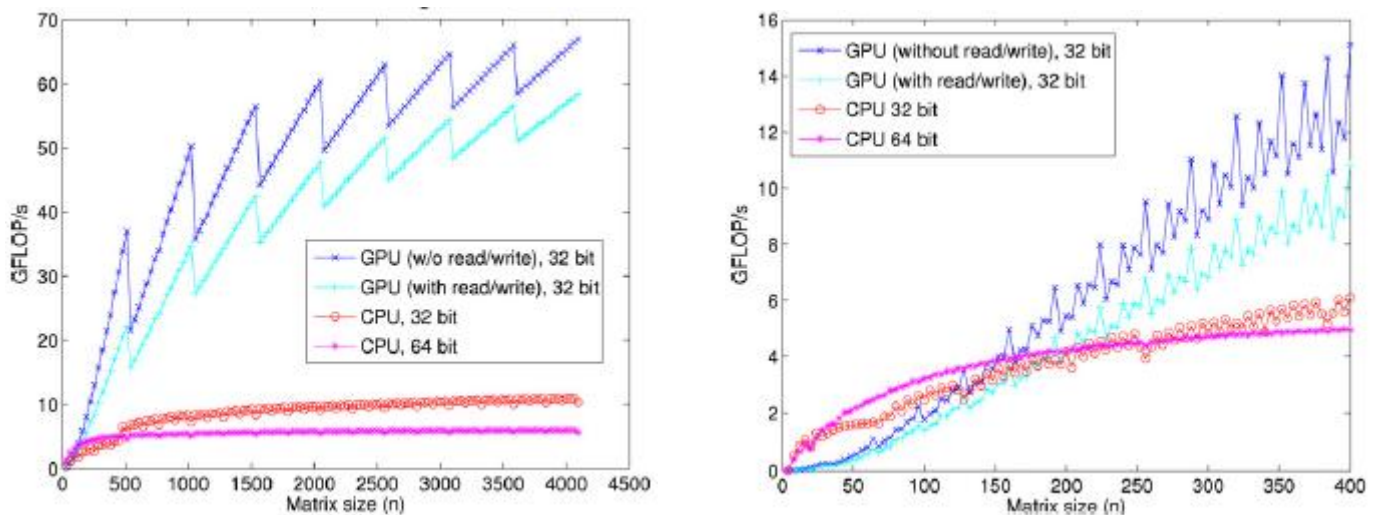 70
60
50
40
30
20
10
0
GFLOP/s
GPU (w/o read/write), 32 bit
GPU (with read/write), 32 bit
CPU, 32 bit
CPU, 64 bit
0 500 1000 1500 2000 2500 3000 3500 4000 4500
Matrix size (n)
16
14
12
10
8
6
4
2
0
GFLOP/s
GPU (without read/write), 32 bit
GPU (with read/write), 32 bit
CPU 32 bit
CPU 64 bit
0 50 100 150 200 250 300 350 400
Matrix size (n)